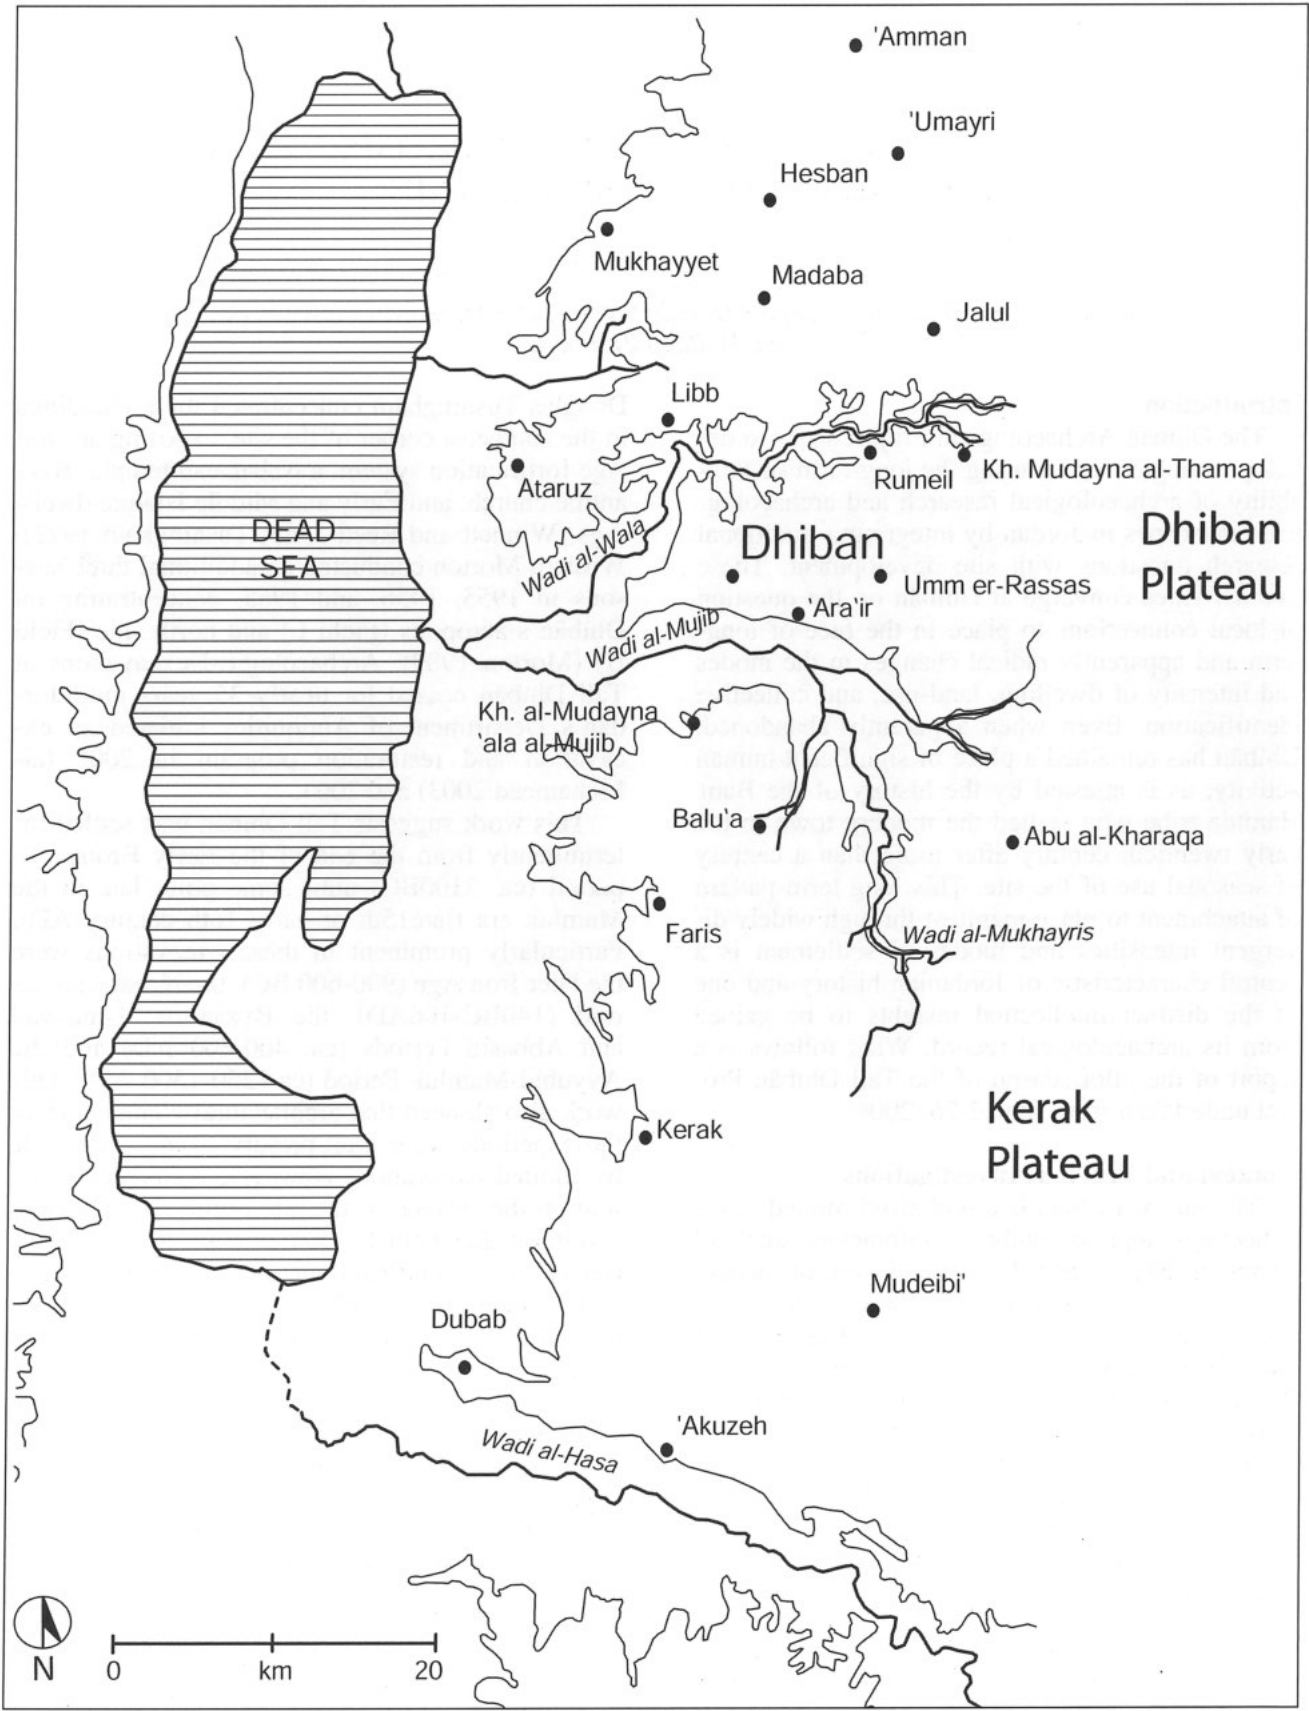 'Amman
'Umayri
Hesban
Mukhayyet
Madaba
Jalul
Libb
Ataruz
Rumeil
Kh. Mudayna al-Thamad
DEAD
SEA
Wadi al-Wala
Dhiban
Dhiban
Plateau
Umm er-Rassas
'Ara'ir
Wadi al-Mujib
Kh. al-Mudayna
'ala al-Mujib
Balu'a
Abu al-Kharaqa
Faris
Wadi al-Mukhayris
Kerak
Plateau
Kerak
Mudeibi'
Dubab
'Akuzeh
Wadi al-Hasa
N
0 km 20